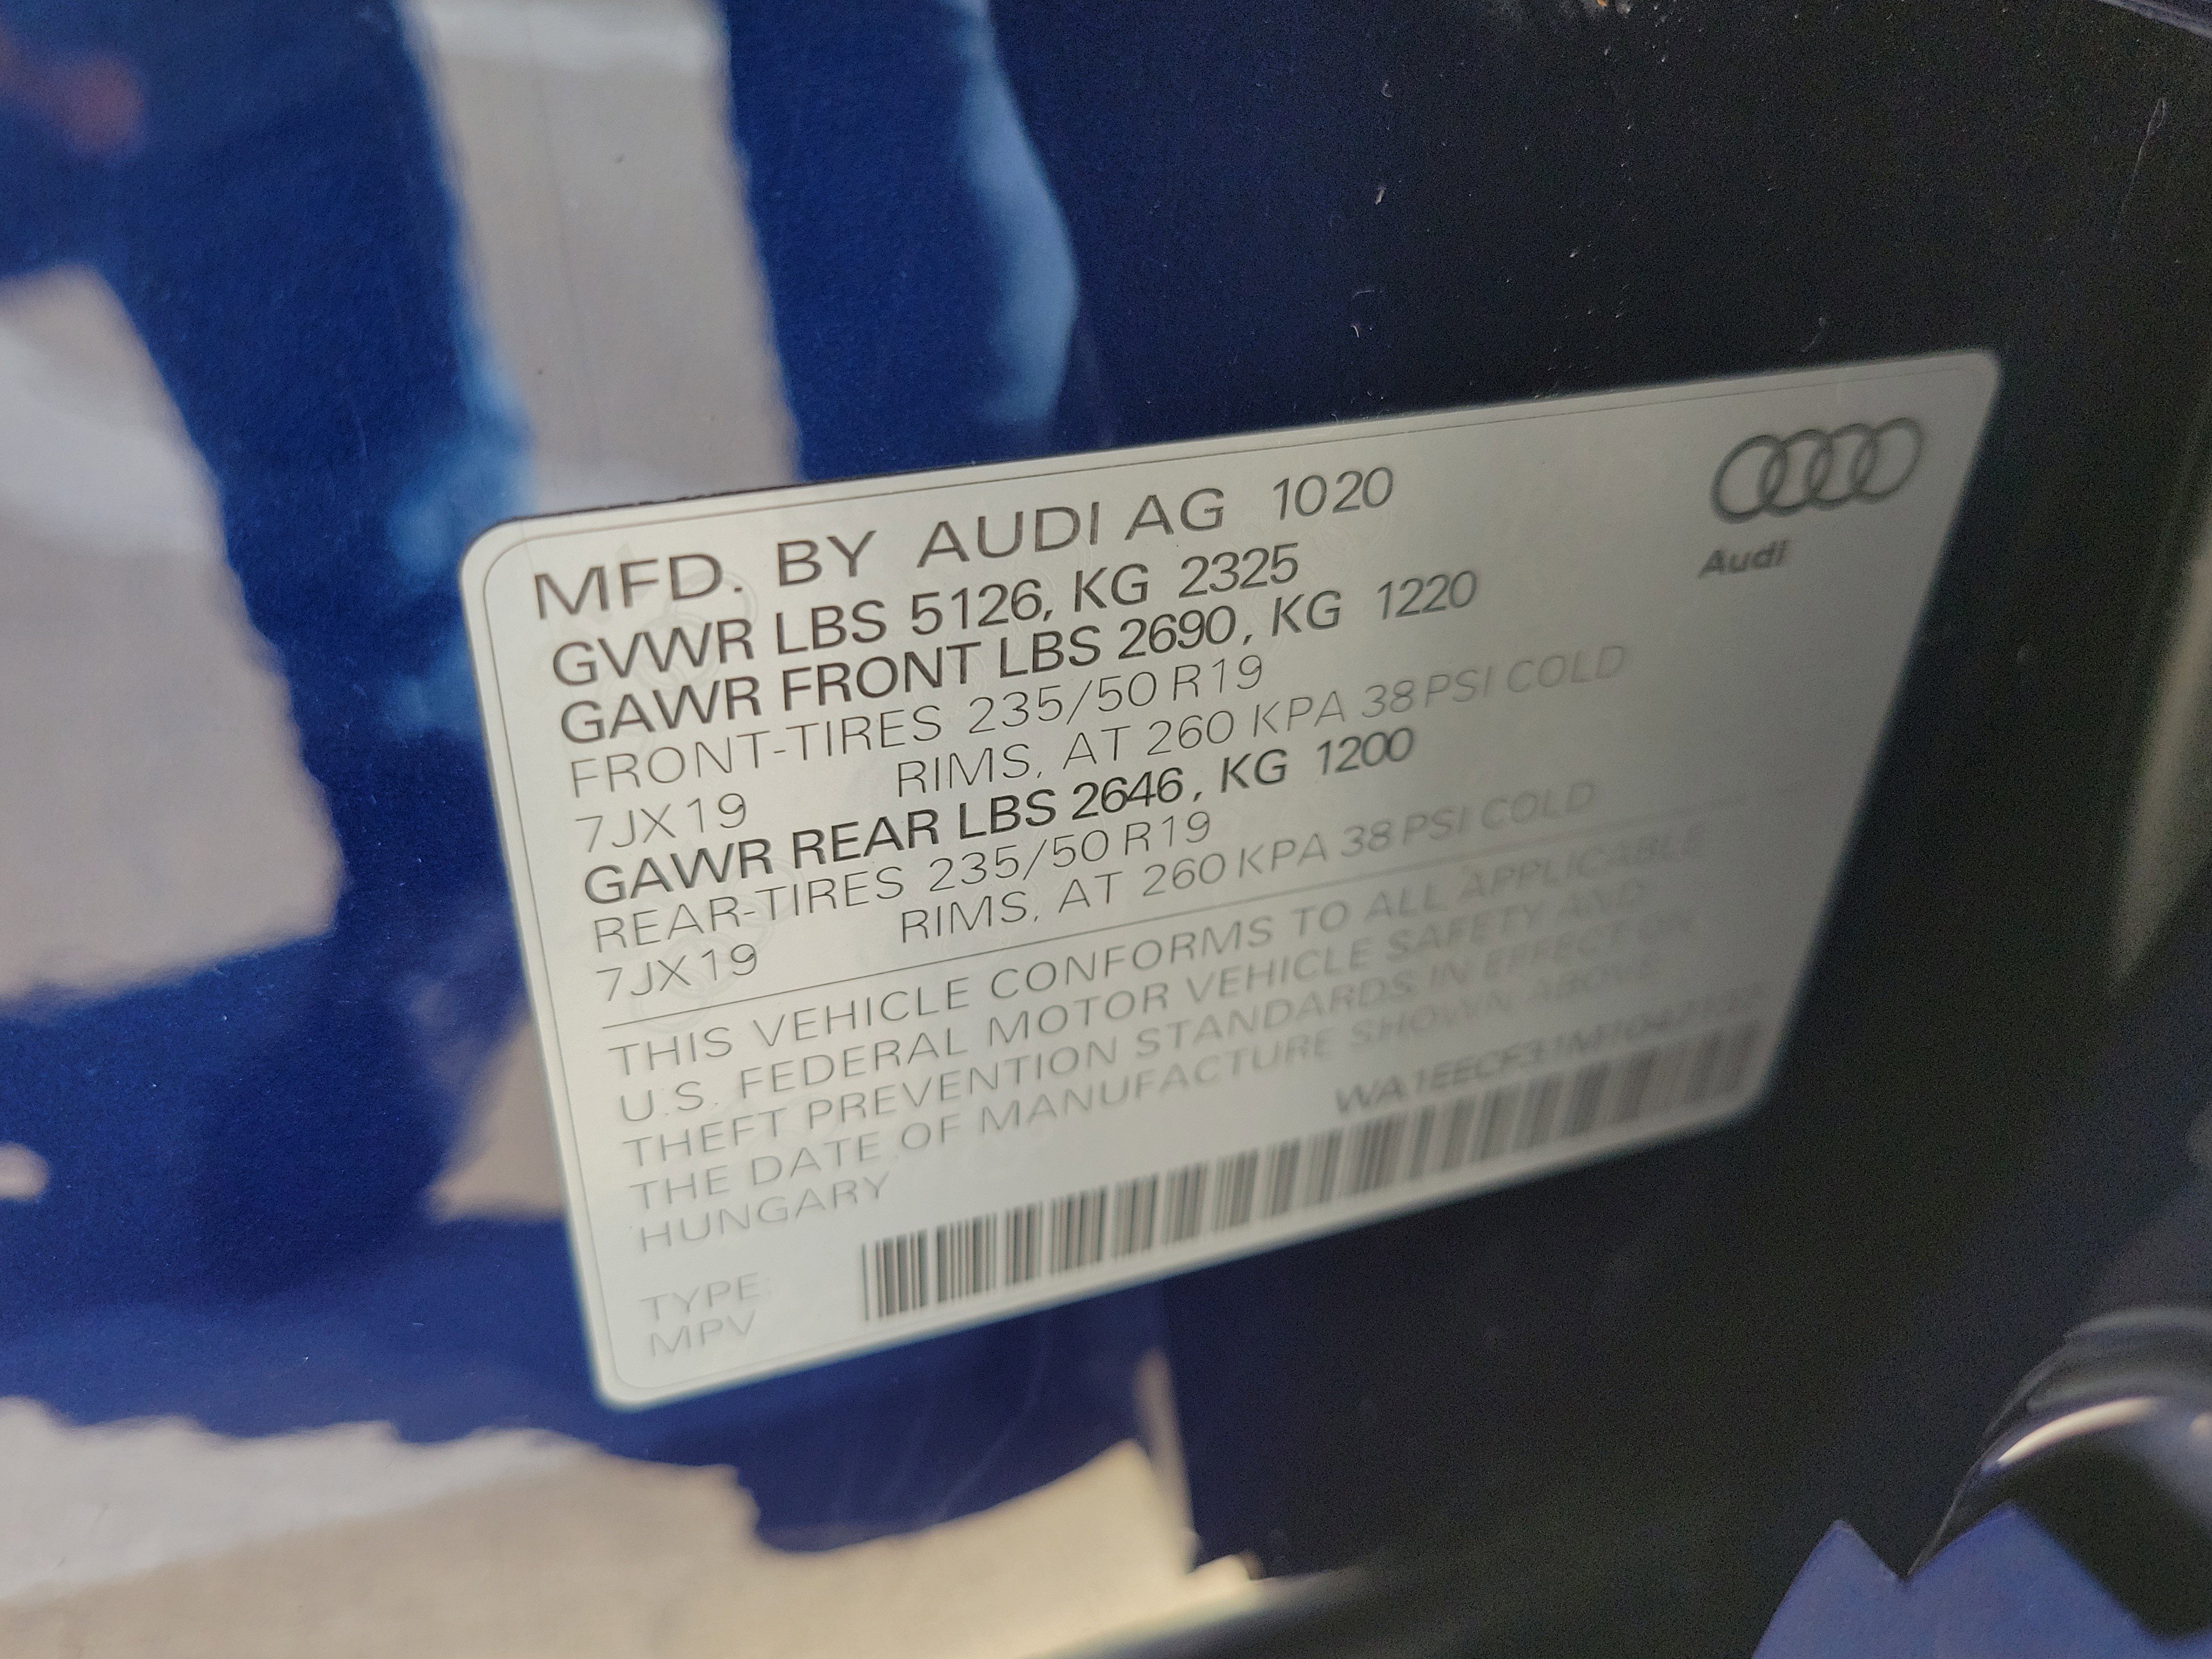 MFD. BY AUDI AG 1020
GVWR LBS 5126, KG 2325
GAWR FRONT LBS 2690, KG 1220
FRONT-TIRES 235/50 R19
7JX19 RIMS, AT 260 KPA 38 PSI COLD
GAWR REAR LBS 2646, KG 1200
REAR-TIRES 235/50 R19
7JX19 RIMS, AT 260 KPA 38 PSI COLD
THIS VEHICLE CONFORMS TO ALL APPLICABLE
U.S. FEDERAL MOTOR VEHICLE SAFETY AND
THEFT PREVENTION STANDARDS IN EFFECT ON
THE DATE OF MANUFACTURE SHOWN ABOVE
HUNGARY
TYPE:
MPV
Audi